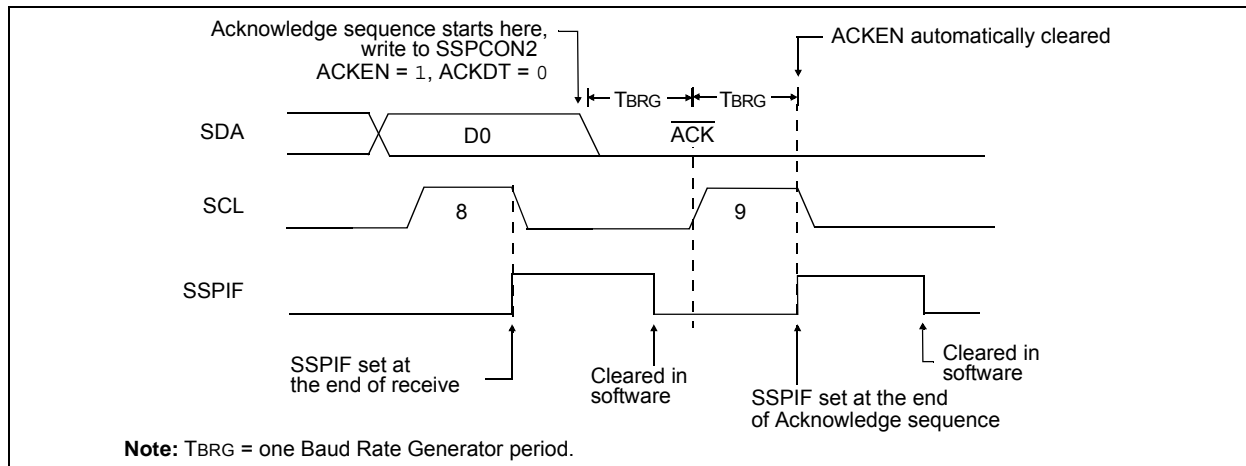 Acknowledge sequence starts here,
write to SSPCON2
ACKEN = 1, ACKDT = 0
ACKEN automatically cleared
TBRG
TBRG
SDA
D0
ACK
SCL
8
9
SSPIF
SSPIF set at
the end of receive
Cleared in
software
SSPIF set at the end
of Acknowledge sequence
Cleared in
software
Note: TBRG = one Baud Rate Generator period.